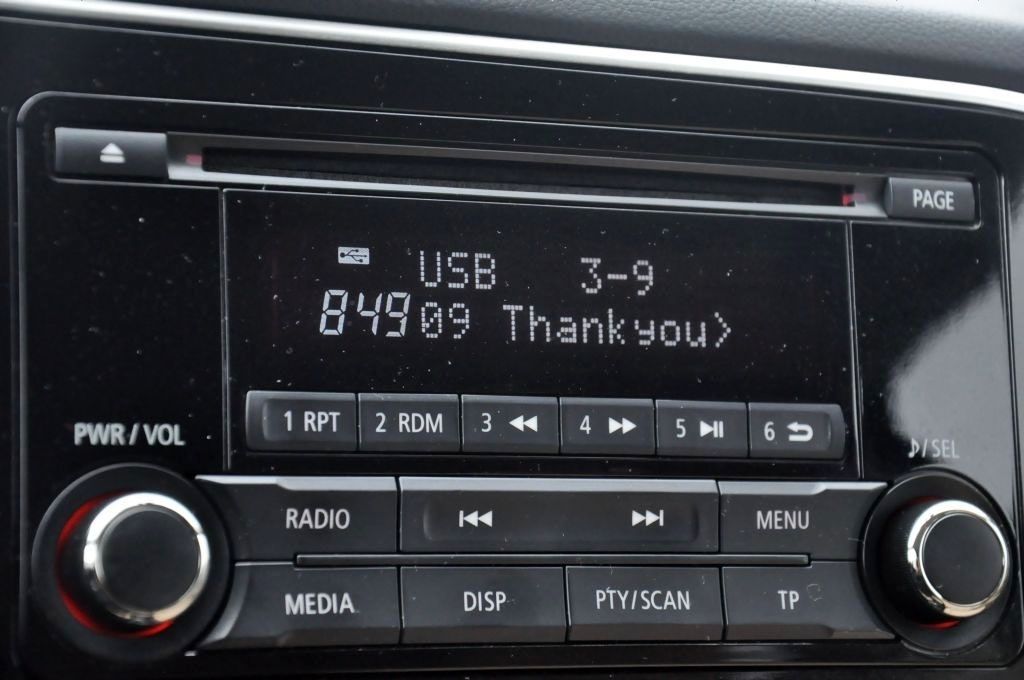 PAGE
USB 3-9
849 09 Thankyou>
1 RPT 2 RDM 3 4 5 6
PWR / VOL
♪/ SEL
RADIO MENU
MEDIA DISP PTY/SCAN TP